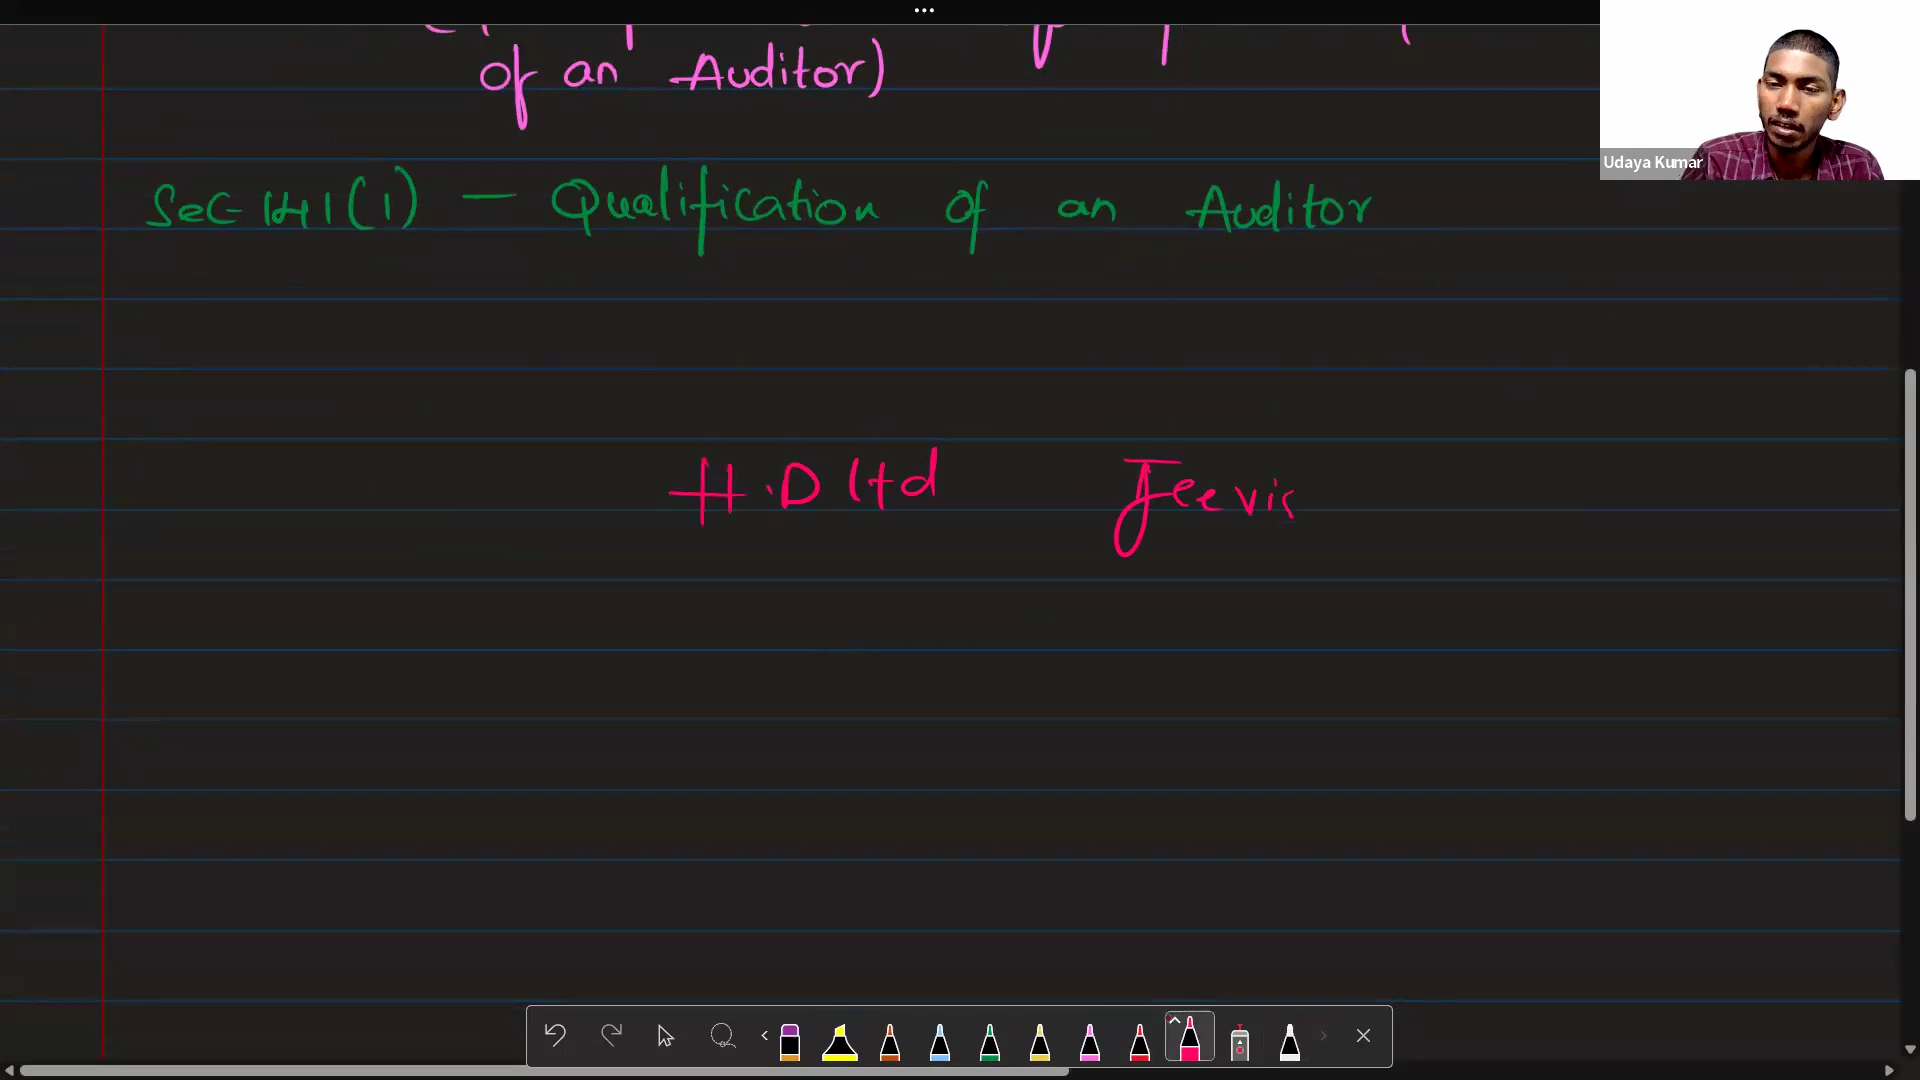 of an Auditor)
Udaya Kumar
Sec 141(1) — Qualification of an Auditor
H.D ltd Jeevis